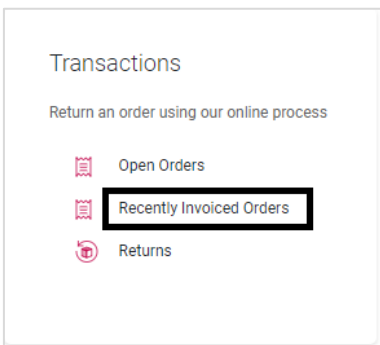 Transactions
Return an order using our online process
Open Orders
Recently Invoiced Orders
Returns